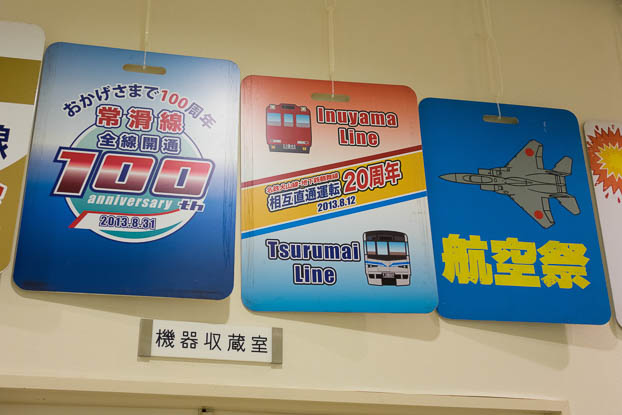 おかげさまで100周年
常滑線
全線開通
100th
anniversary
2013.8.31
Inuyama
Line
名鉄犬山線・地下鉄鶴舞線
相互直通運転 20周年
2013.8.12
Tsurumai
Line
航空祭
機器収蔵室
線